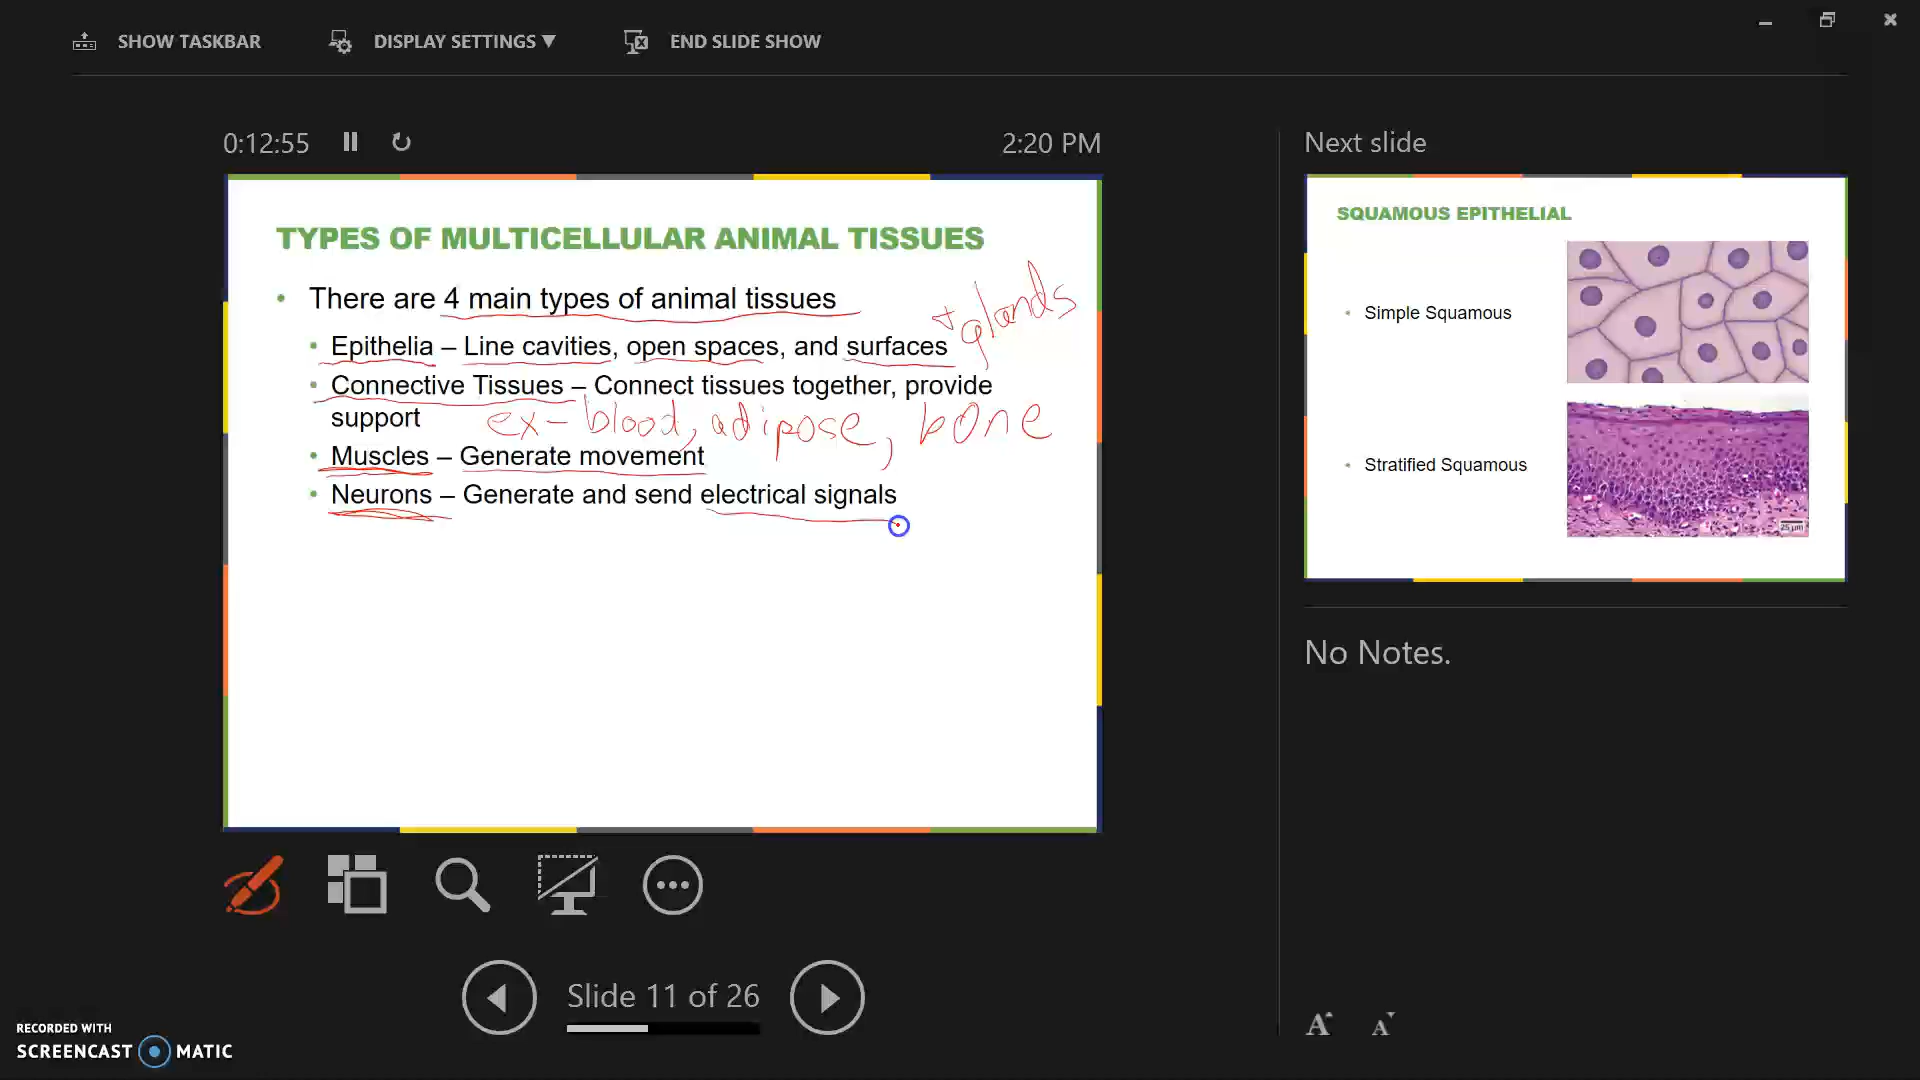 SHOW TASKBAR
DISPLAY SETTINGS ▼
END SLIDE SHOW
0:12:55
2:20 PM
TYPES OF MULTICELLULAR ANIMAL TISSUES
• There are 4 main types of animal tissues
+ glands
• Epithelia – Line cavities, open spaces, and surfaces
• Connective Tissues – Connect tissues together, provide
support
ex- blood, adipose, bone
• Muscles – Generate movement
• Neurons – Generate and send electrical signals
Slide 11 of 26
Next slide
SQUAMOUS EPITHELIAL
• Simple Squamous
• Stratified Squamous
25 µm
No Notes.
A A
RECORDED WITH
SCREENCAST MATIC